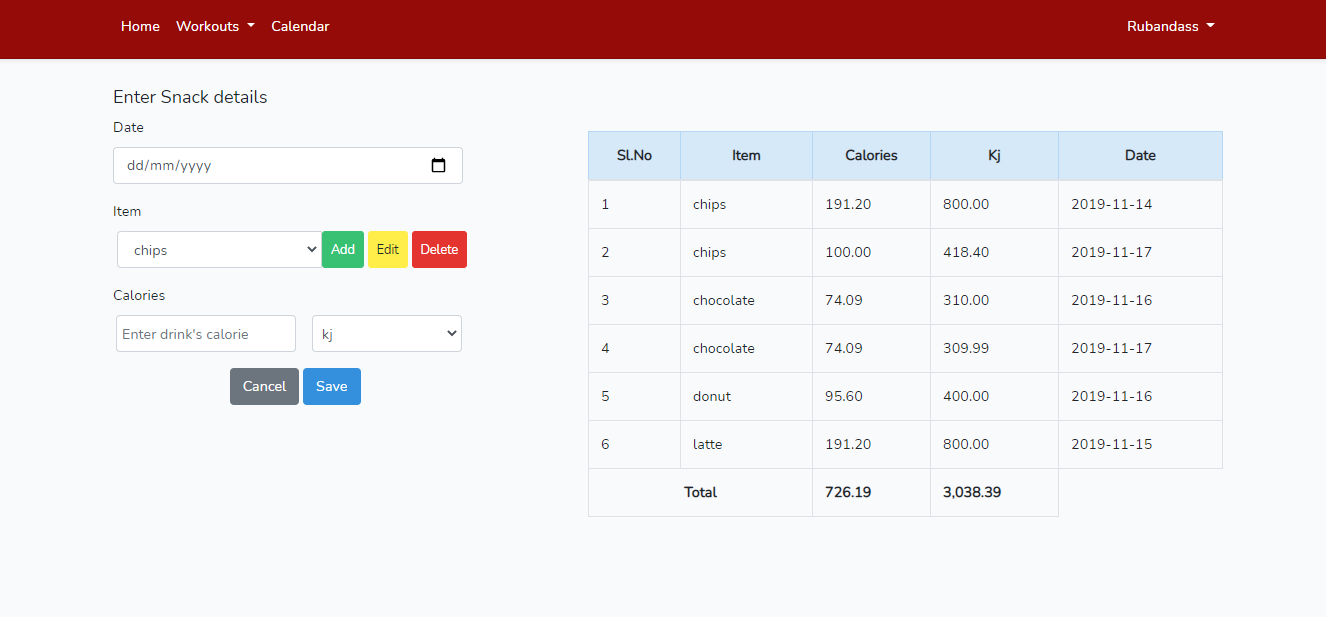 Home Workouts Calendar Rubandass
Enter Snack details
Date
dd/mm/yyyy
Item
chips Add Edit Delete
Calories
Enter drink's calorie kj
Cancel Save
Sl.No Item Calories Kj Date
1 chips 191.20 800.00 2019-11-14
2 chips 100.00 418.40 2019-11-17
3 chocolate 74.09 310.00 2019-11-16
4 chocolate 74.09 309.99 2019-11-17
5 donut 95.60 400.00 2019-11-16
6 latte 191.20 800.00 2019-11-15
Total 726.19 3,038.39